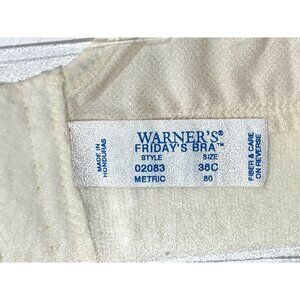 MADE IN
HONDURAS
WARNER'S®
FRIDAY'S BRA™
STYLE SIZE
02083 36C
METRIC 80
FIBER & CARE
ON REVERSE